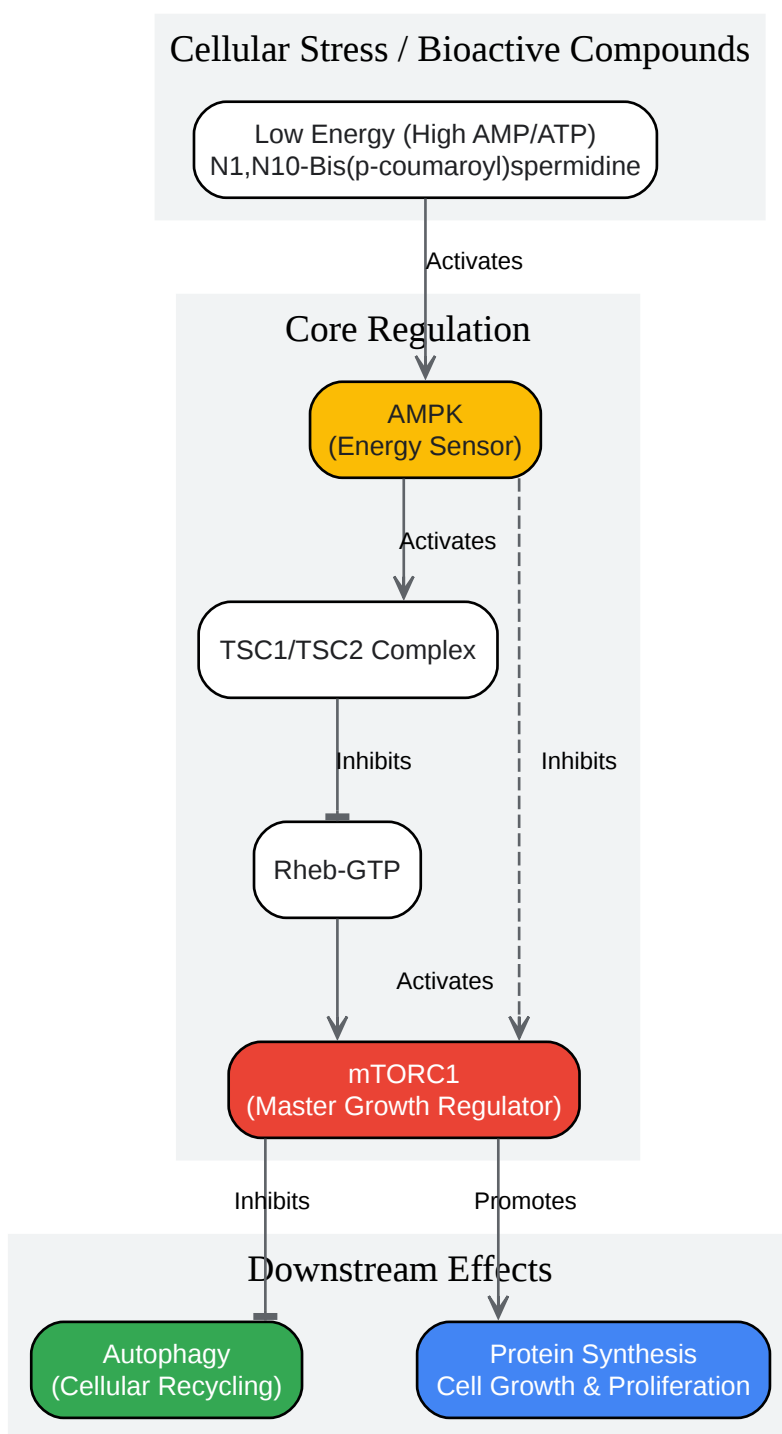 Cellular Stress / Bioactive Compounds
Low Energy (High AMP/ATP)
N1,N10-Bis(p-coumaroyl)spermidine
Activates
Core Regulation
AMPK
(Energy Sensor)
Activates
TSC1/TSC2 Complex
Inhibits
Inhibits
Rheb-GTP
Activates
mTORC1
(Master Growth Regulator)
Inhibits
Promotes
Downstream Effects
Autophagy
(Cellular Recycling)
Protein Synthesis
Cell Growth & Proliferation